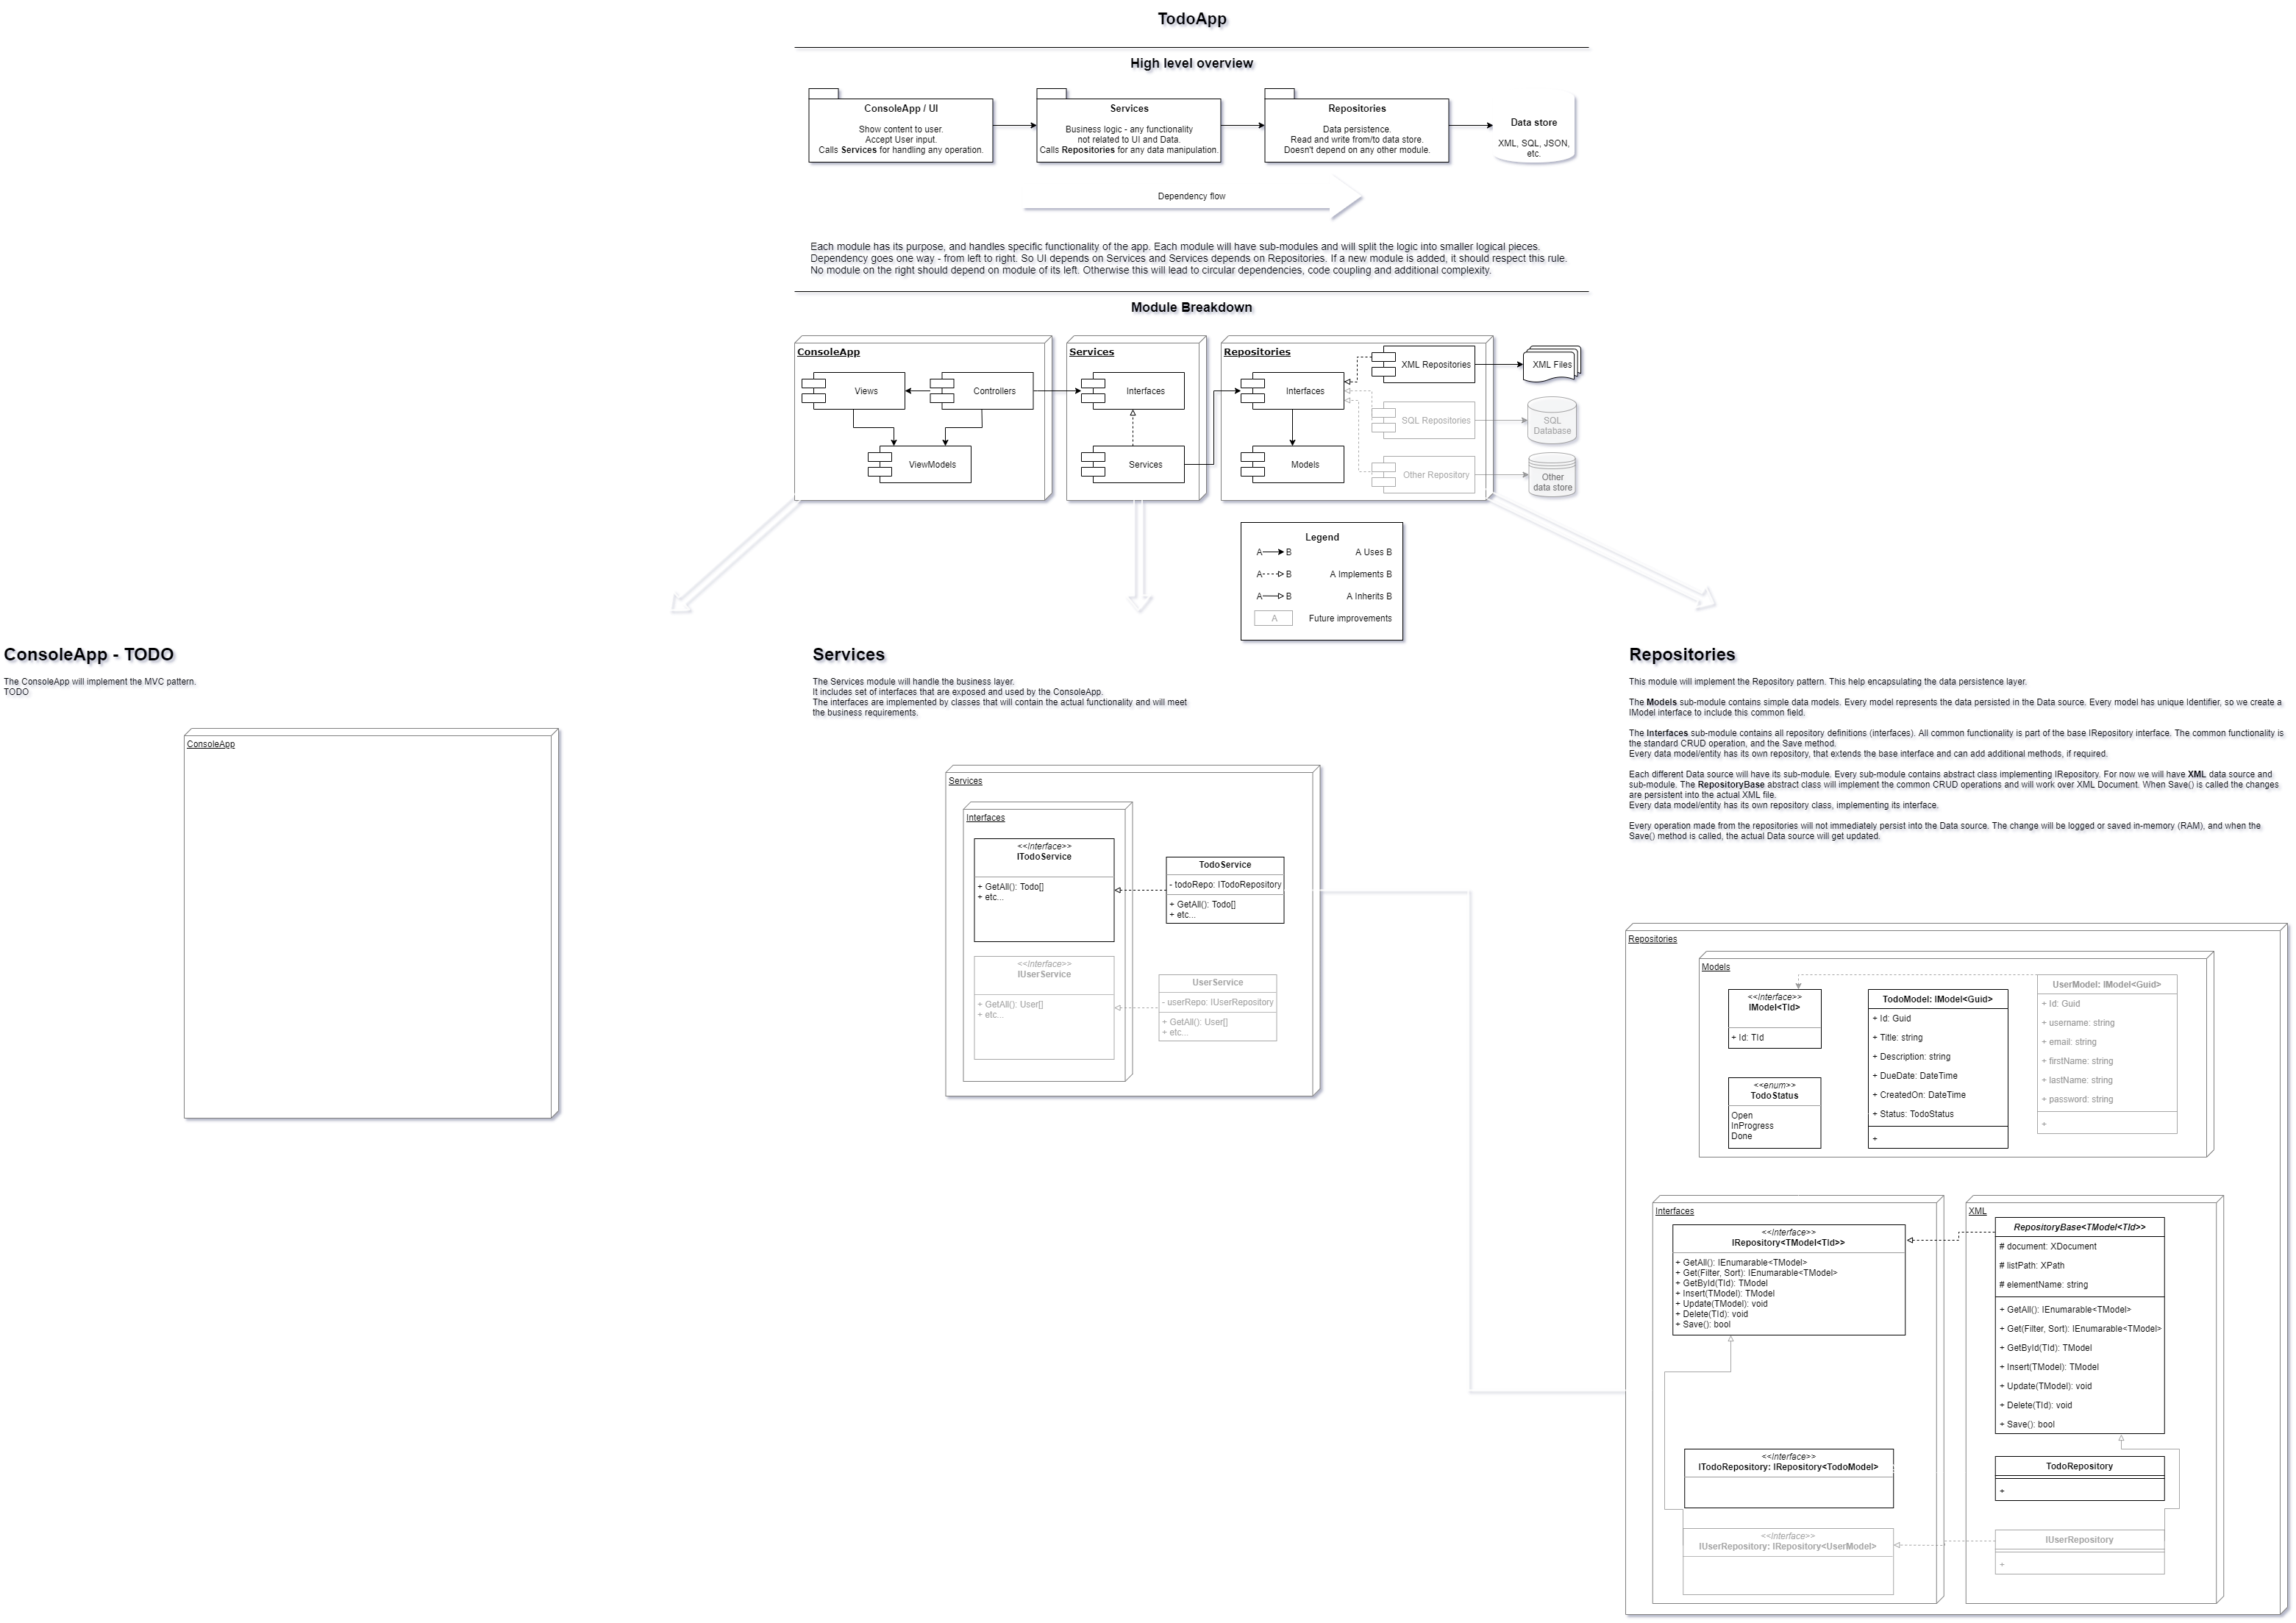 TodoApp
High level overview
ConsoleApp / UI
Show content to user.
Accept User input.
Calls Services for handling any operation.
Services
Business logic - any functionality
not related to UI and Data.
Calls Repositories for any data manipulation.
Repositories
Data persistence.
Read and write from/to data store.
Doesn't depend on any other module.
Data store
XML, SQL, JSON,
etc.
Dependency flow
Each module has its purpose, and handles specific functionality of the app. Each module will have sub-modules and will split the logic into smaller logical pieces.
Dependency goes one way - from left to right. So UI depends on Services and Services depends on Repositories. If a new module is added, it should respect this rule.
No module on the right should depend on module of its left. Otherwise this will lead to circular dependencies, code coupling and additional complexity.
Module Breakdown
ConsoleApp
Views
Controllers
ViewModels
Services
Interfaces
Services
Repositories
Interfaces
Models
XML Repositories
SQL Repositories
Other Repository
XML Files
SQL
Database
Other
data store
Legend
A B A Uses B
A B A Implements B
A B A Inherits B
A Future improvements
ConsoleApp - TODO
The ConsoleApp will implement the MVC pattern.
TODO
ConsoleApp
Services
The Services module will handle the business layer.
It includes set of interfaces that are exposed and used by the ConsoleApp.
The interfaces are implemented by classes that will contain the actual functionality and will meet
the business requirements.
Services
Interfaces
<<Interface>>
ITodoService
+ GetAll(): Todo[]
+ etc...
<<Interface>>
IUserService
+ GetAll(): User[]
+ etc...
TodoService
- todoRepo: ITodoRepository
+ GetAll(): Todo[]
+ etc...
UserService
- userRepo: IUserRepository
+ GetAll(): User[]
+ etc...
Repositories
This module will implement the Repository pattern. This help encapsulating the data persistence layer.
The Models sub-module contains simple data models. Every model represents the data persisted in the Data source. Every model has unique Identifier, so we create a
IModel interface to include this common field.
The Interfaces sub-module contains all repository definitions (interfaces). All common functionality is part of the base IRepository interface. The common functionality is
the standard CRUD operation, and the Save method.
Every data model/entity has its own repository, that extends the base interface and can add additional methods, if required.
Each different Data source will have its sub-module. Every sub-module contains abstract class implementing IRepository. For now we will have XML data source and
sub-module. The RepositoryBase abstract class will implement the common CRUD operations and will work over XML Document. When Save() is called the changes
are persistent into the actual XML file.
Every data model/entity has its own repository class, implementing its interface.
Every operation made from the repositories will not immediately persist into the Data source. The change will be logged or saved in-memory (RAM), and when the
Save() method is called, the actual Data source will get updated.
Repositories
Models
<<Interface>>
IModel<TId>
+ Id: TId
<<enum>>
TodoStatus
Open
InProgress
Done
TodoModel: IModel<Guid>
+ Id: Guid
+ Title: string
+ Description: string
+ DueDate: DateTime
+ CreatedOn: DateTime
+ Status: TodoStatus
+
UserModel: IModel<Guid>
+ Id: Guid
+ username: string
+ email: string
+ firstName: string
+ lastName: string
+ password: string
+
Interfaces
<<Interface>>
IRepository<TModel<TId>>
+ GetAll(): IEnumarable<TModel>
+ Get(Filter, Sort): IEnumarable<TModel>
+ GetById(TId): TModel
+ Insert(TModel): TModel
+ Update(TModel): void
+ Delete(TId): void
+ Save(): bool
<<Interface>>
ITodoRepository: IRepository<TodoModel>
<<Interface>>
IUserRepository: IRepository<UserModel>
XML
RepositoryBase<TModel<TId>>
# document: XDocument
# listPath: XPath
# elementName: string
+ GetAll(): IEnumarable<TModel>
+ Get(Filter, Sort): IEnumarable<TModel>
+ GetById(TId): TModel
+ Insert(TModel): TModel
+ Update(TModel): void
+ Delete(TId): void
+ Save(): bool
TodoRepository
+
IUserRepository
+